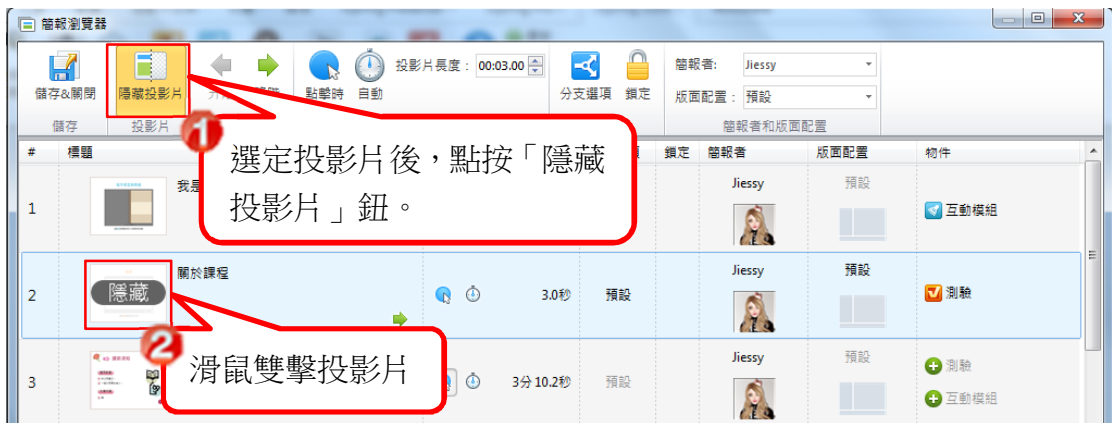 簡報瀏覽器
投影片長度： 00:03.00
簡報者: Jiessy
儲存&關閉 隱藏投影片 點擊時 自動 分支選項 鎖定 版面配置： 預設
儲存 投影片 簡報者和版面配置
1
選定投影片後，點按「隱藏
投影片」鈕。
# 標題 鎖定 簡報者 版面配置 物件
1 我是 Jiessy 預設 互動模組
2 隱藏 關於課程 3.0秒 預設 Jiessy 預設 測驗
2
滑鼠雙擊投影片
3 3分10.2秒 預設 Jiessy 預設 測驗
互動模組